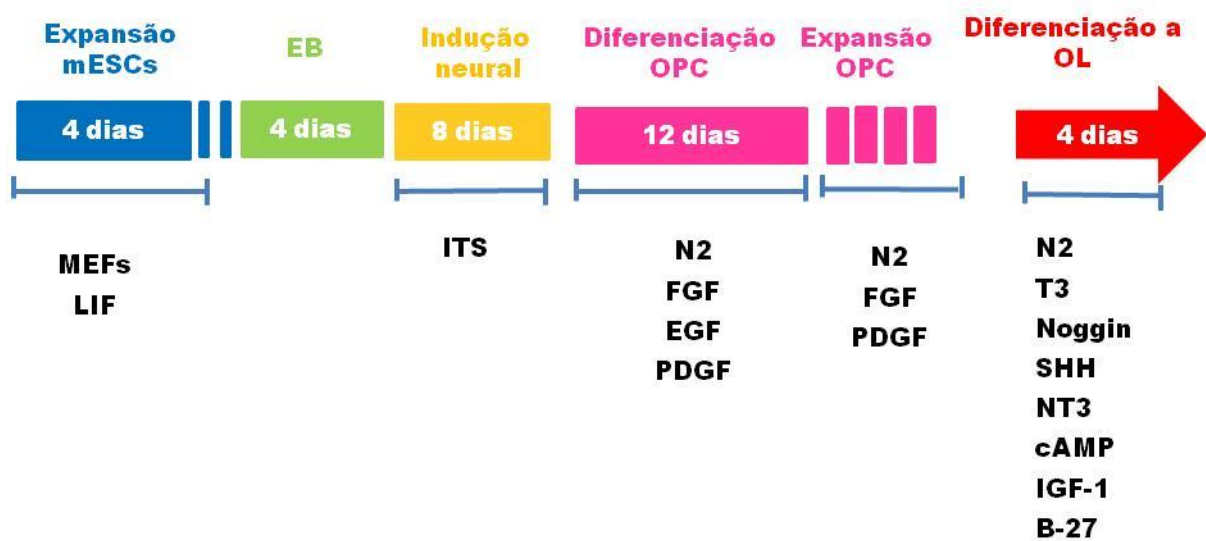 Expansão
mESCs
EB
Indução
neural
Diferenciação
OPC
Expansão
OPC
Diferenciação a
OL
4 dias
4 dias
8 dias
12 dias
4 dias
MEFs
LIF
ITS
N2
FGF
EGF
PDGF
N2
FGF
PDGF
N2
T3
Noggin
SHH
NT3
cAMP
IGF-1
B-27